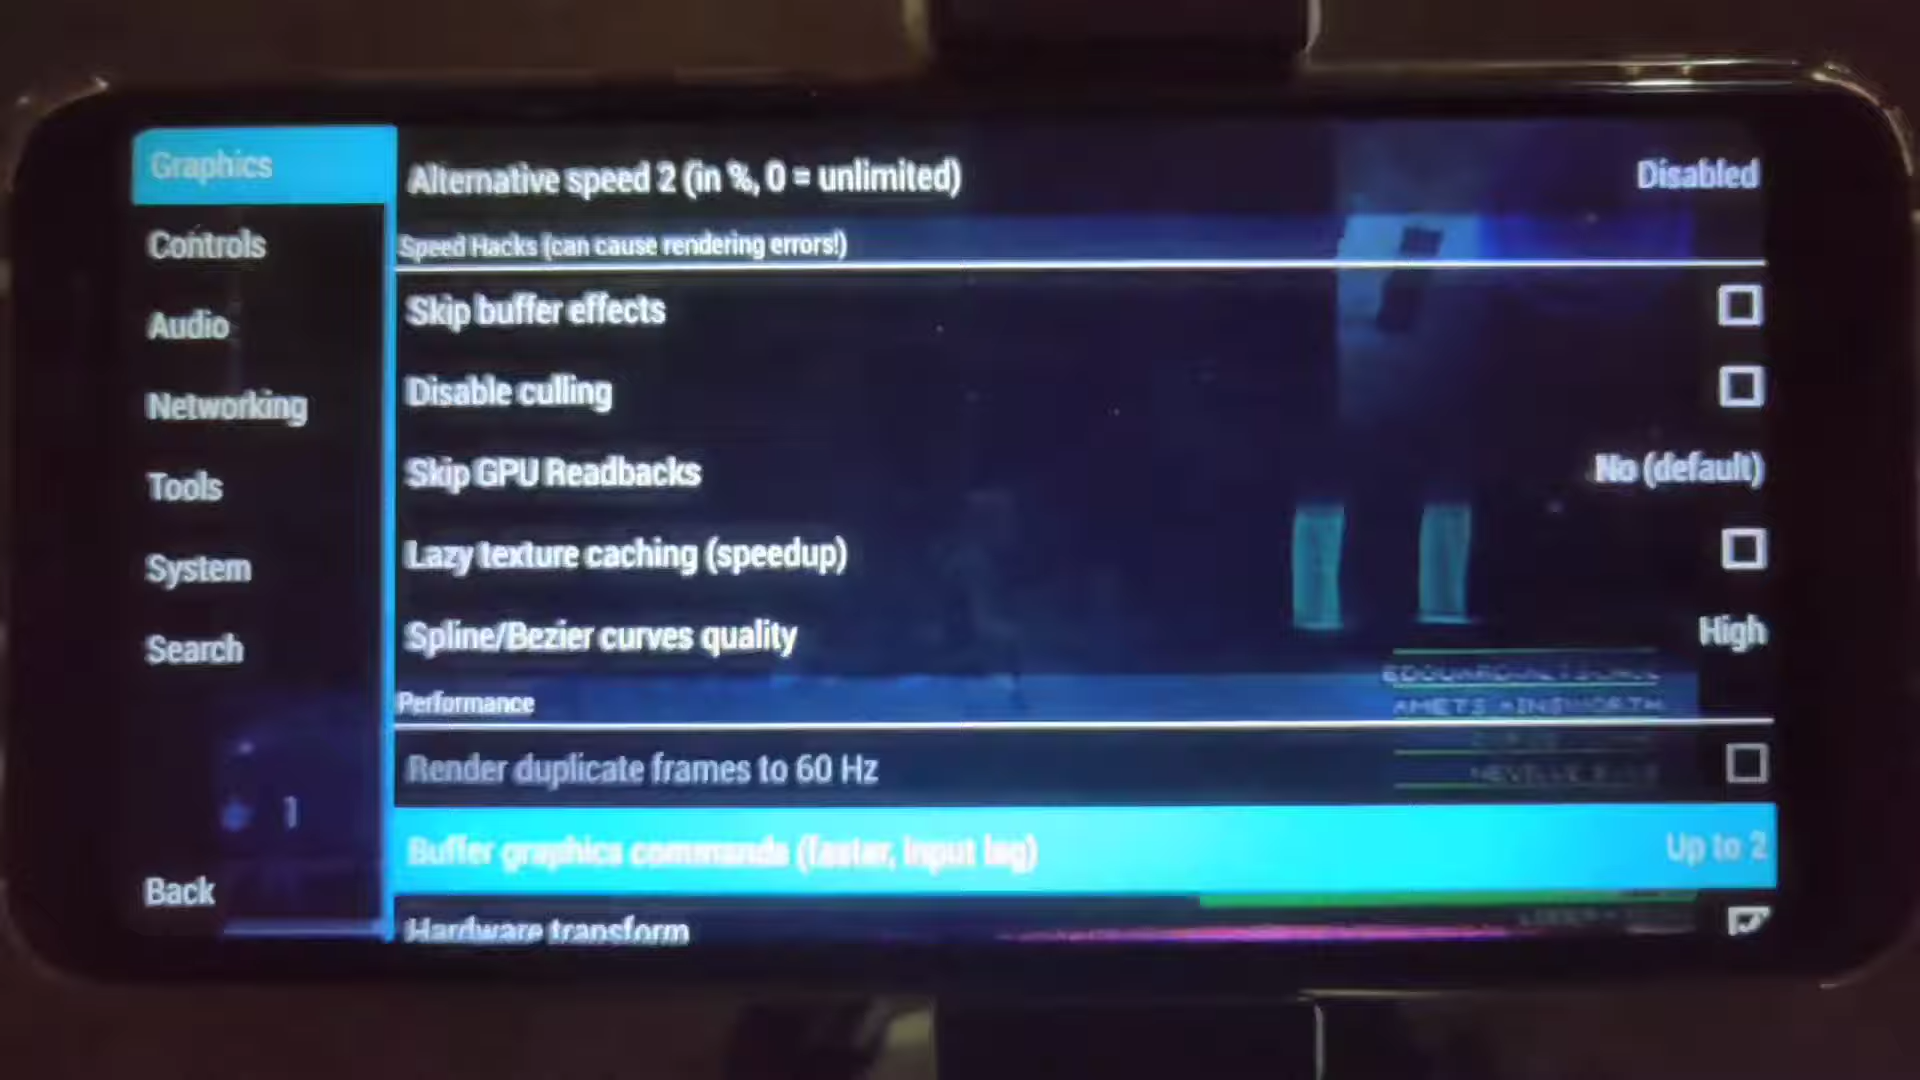 Graphics
Controls
Audio
Networking
Tools
System
Search
Back
Alternative speed 2 (in %, 0 = unlimited) Disabled
Speed Hacks (can cause rendering errors!)
Skip buffer effects
Disable culling
Skip GPU Readbacks No (default)
Lazy texture caching (speedup)
Spline/Bezier curves quality High
Performance
Render duplicate frames to 60 Hz
Buffer graphics commands (faster, input lag) Up to 2
Hardware transform
AMETS AINSWORTH
1